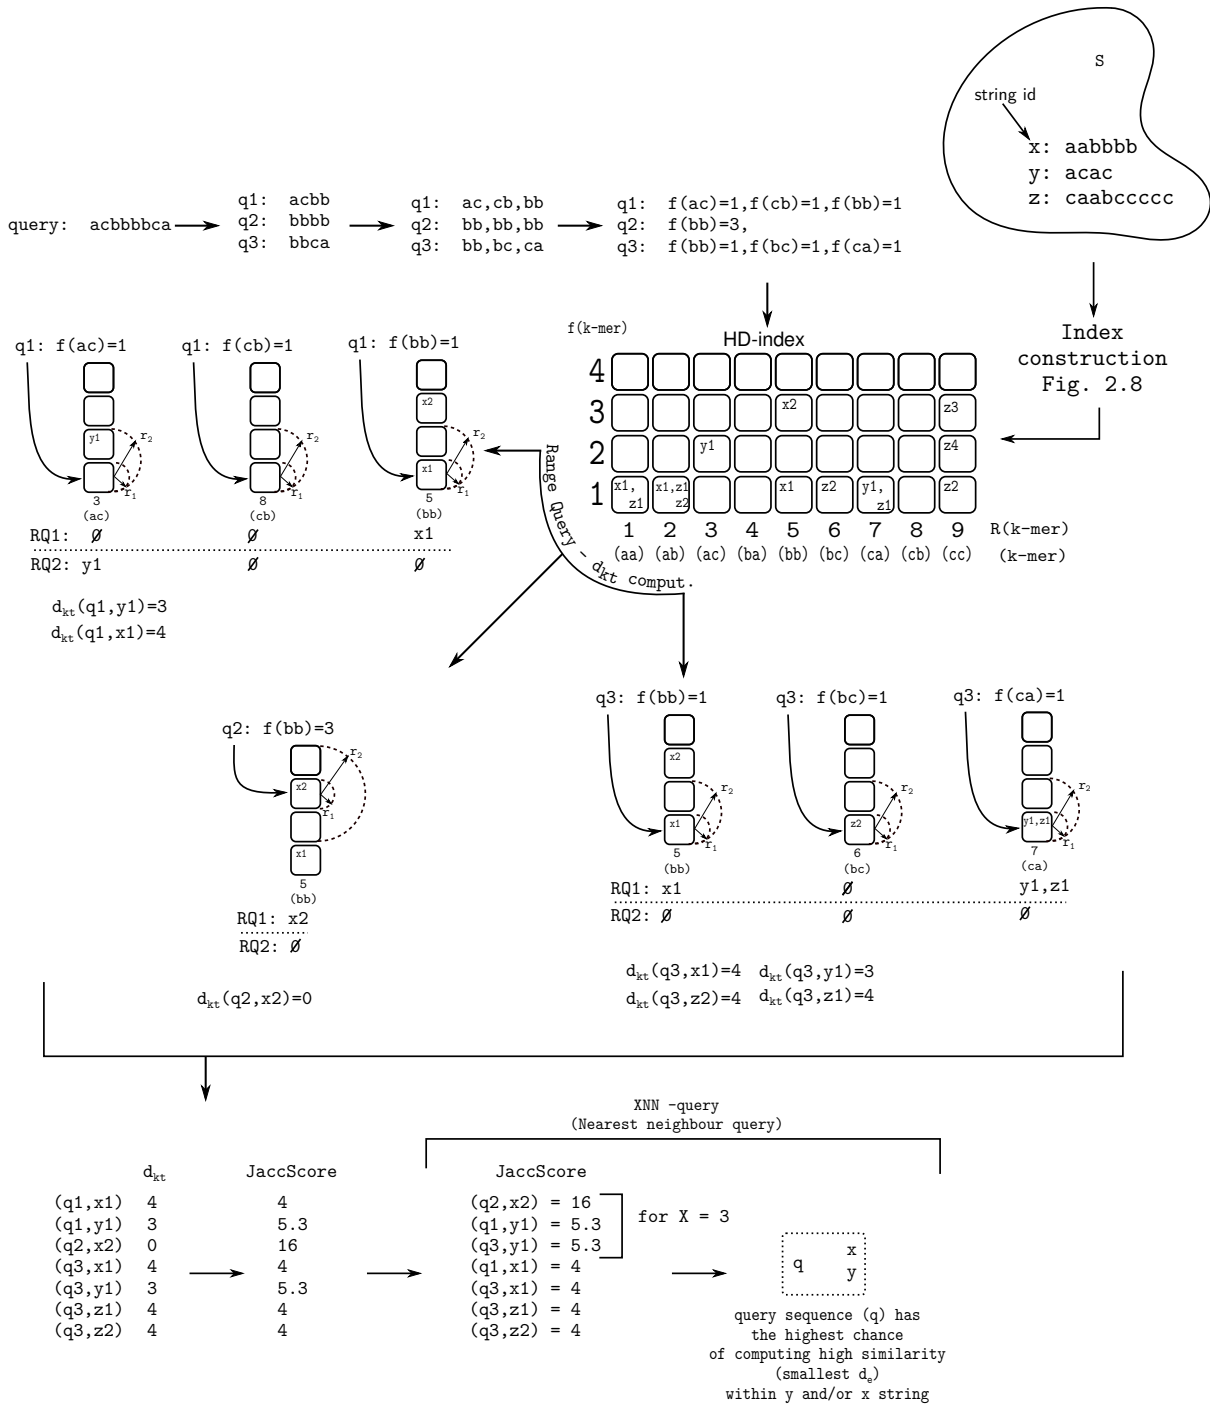 S
string id
x: aabbbb
y: acac
z: caabccccc
query: acbbbbca
q1: acbb
q2: bbbb
q3: bbca
q1: ac,cb,bb
q2: bb,bb,bb
q3: bb,bc,ca
q1: f(ac)=1,f(cb)=1,f(bb)=1
q2: f(bb)=3,
q3: f(bb)=1,f(bc)=1,f(ca)=1
Index
construction
Fig. 2.8
f(k-mer)
HD-index
4
3 x2 z3
2 y1 z4
1 x1, z1 x1,z1 z2 x1 z2 y1, z1 z2
1 2 3 4 5 6 7 8 9 R(k-mer)
(aa) (ab) (ac) (ba) (bb) (bc) (ca) (cb) (cc) (k-mer)
Range Query - dkt comput.
q1: f(ac)=1 q1: f(cb)=1 q1: f(bb)=1
x2
y1 r₂ r₂ r₂
x1
r₁ r₁ r₁
3 8 5
(ac) (cb) (bb)
RQ1: Ø Ø x1
RQ2: y1 Ø Ø
dₖₜ(q1,y1)=3
dₖₜ(q1,x1)=4
q2: f(bb)=3
r₂
x2
r₁
x1
5
(bb)
RQ1: x2
RQ2: Ø
dₖₜ(q2,x2)=0
q3: f(bb)=1 q3: f(bc)=1 q3: f(ca)=1
x2
r₂ r₂ r₂
x1 z2 y1,z1
r₁ r₁ r₁
5 6 7
(bb) (bc) (ca)
RQ1: x1 Ø y1,z1
RQ2: Ø Ø Ø
dₖₜ(q3,x1)=4 dₖₜ(q3,y1)=3
dₖₜ(q3,z2)=4 dₖₜ(q3,z1)=4
XNN -query
(Nearest neighbour query)
dₖₜ JaccScore
(q1,x1) 4 4
(q1,y1) 3 5.3
(q2,x2) 0 16
(q3,x1) 4 4
(q3,y1) 3 5.3
(q3,z1) 4 4
(q3,z2) 4 4
JaccScore
(q2,x2) = 16
(q1,y1) = 5.3
(q3,y1) = 5.3
(q1,x1) = 4
(q3,x1) = 4
(q3,z1) = 4
(q3,z2) = 4
for X = 3
q x
y
query sequence (q) has
the highest chance
of computing high similarity
(smallest dₑ)
within y and/or x string